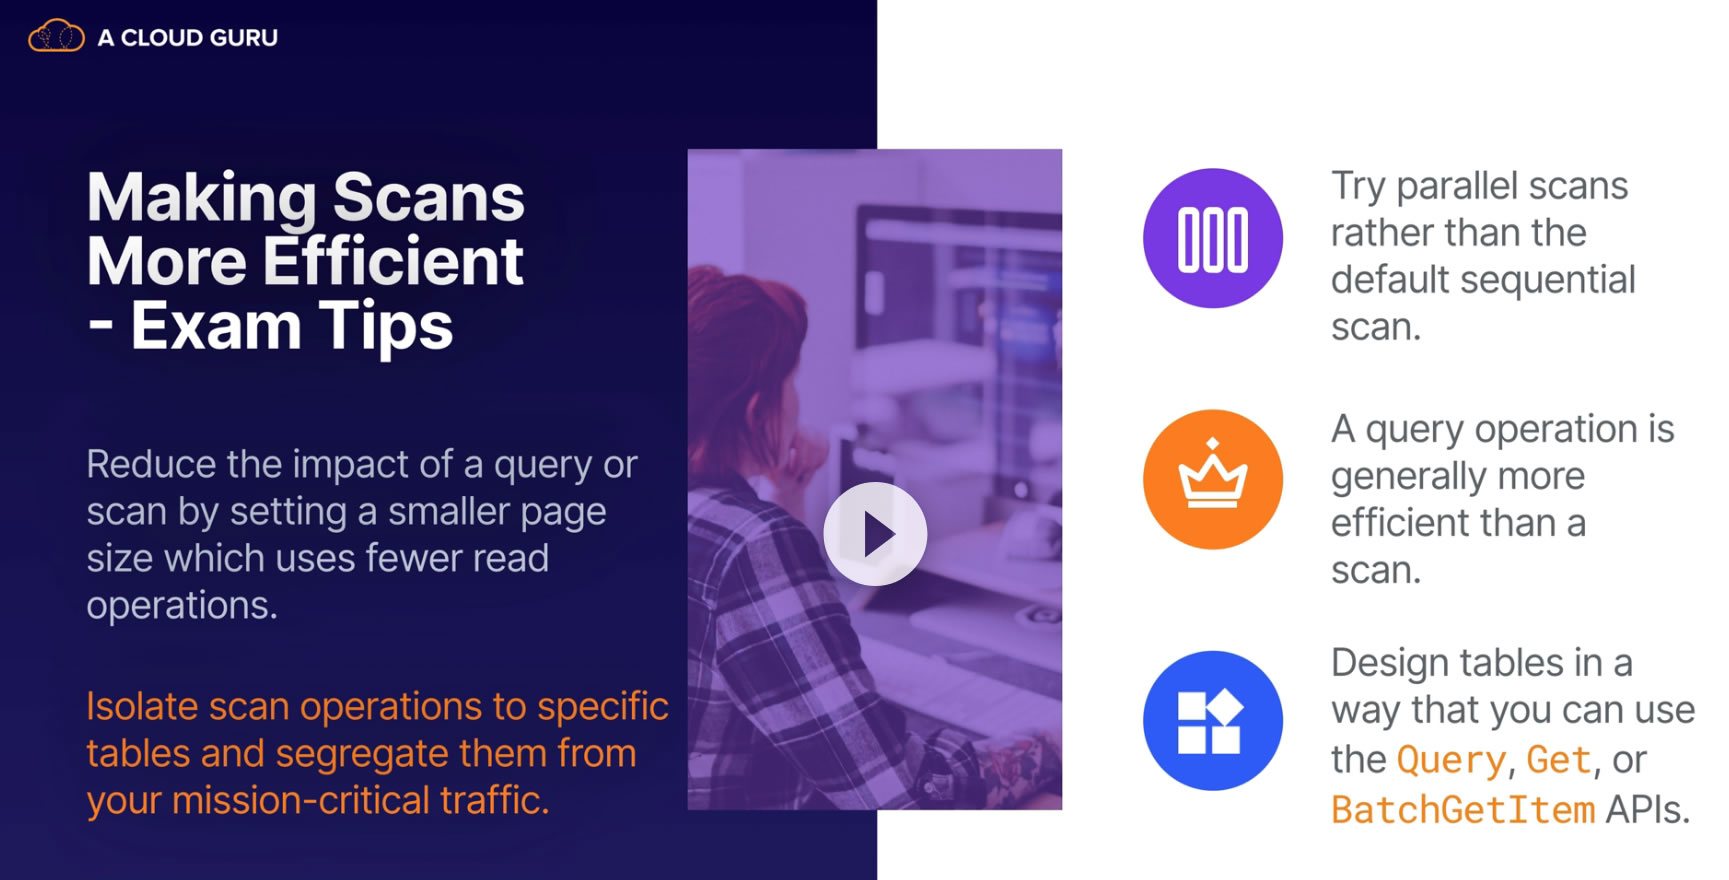 A CLOUD GURU
Making Scans
More Efficient
- Exam Tips
Reduce the impact of a query or
scan by setting a smaller page
size which uses fewer read
operations.
Isolate scan operations to specific
tables and segregate them from
your mission-critical traffic.
Try parallel scans
rather than the
default sequential
scan.
A query operation is
generally more
efficient than a
scan.
Design tables in a
way that you can use
the Query, Get, or
BatchGetItem APIs.